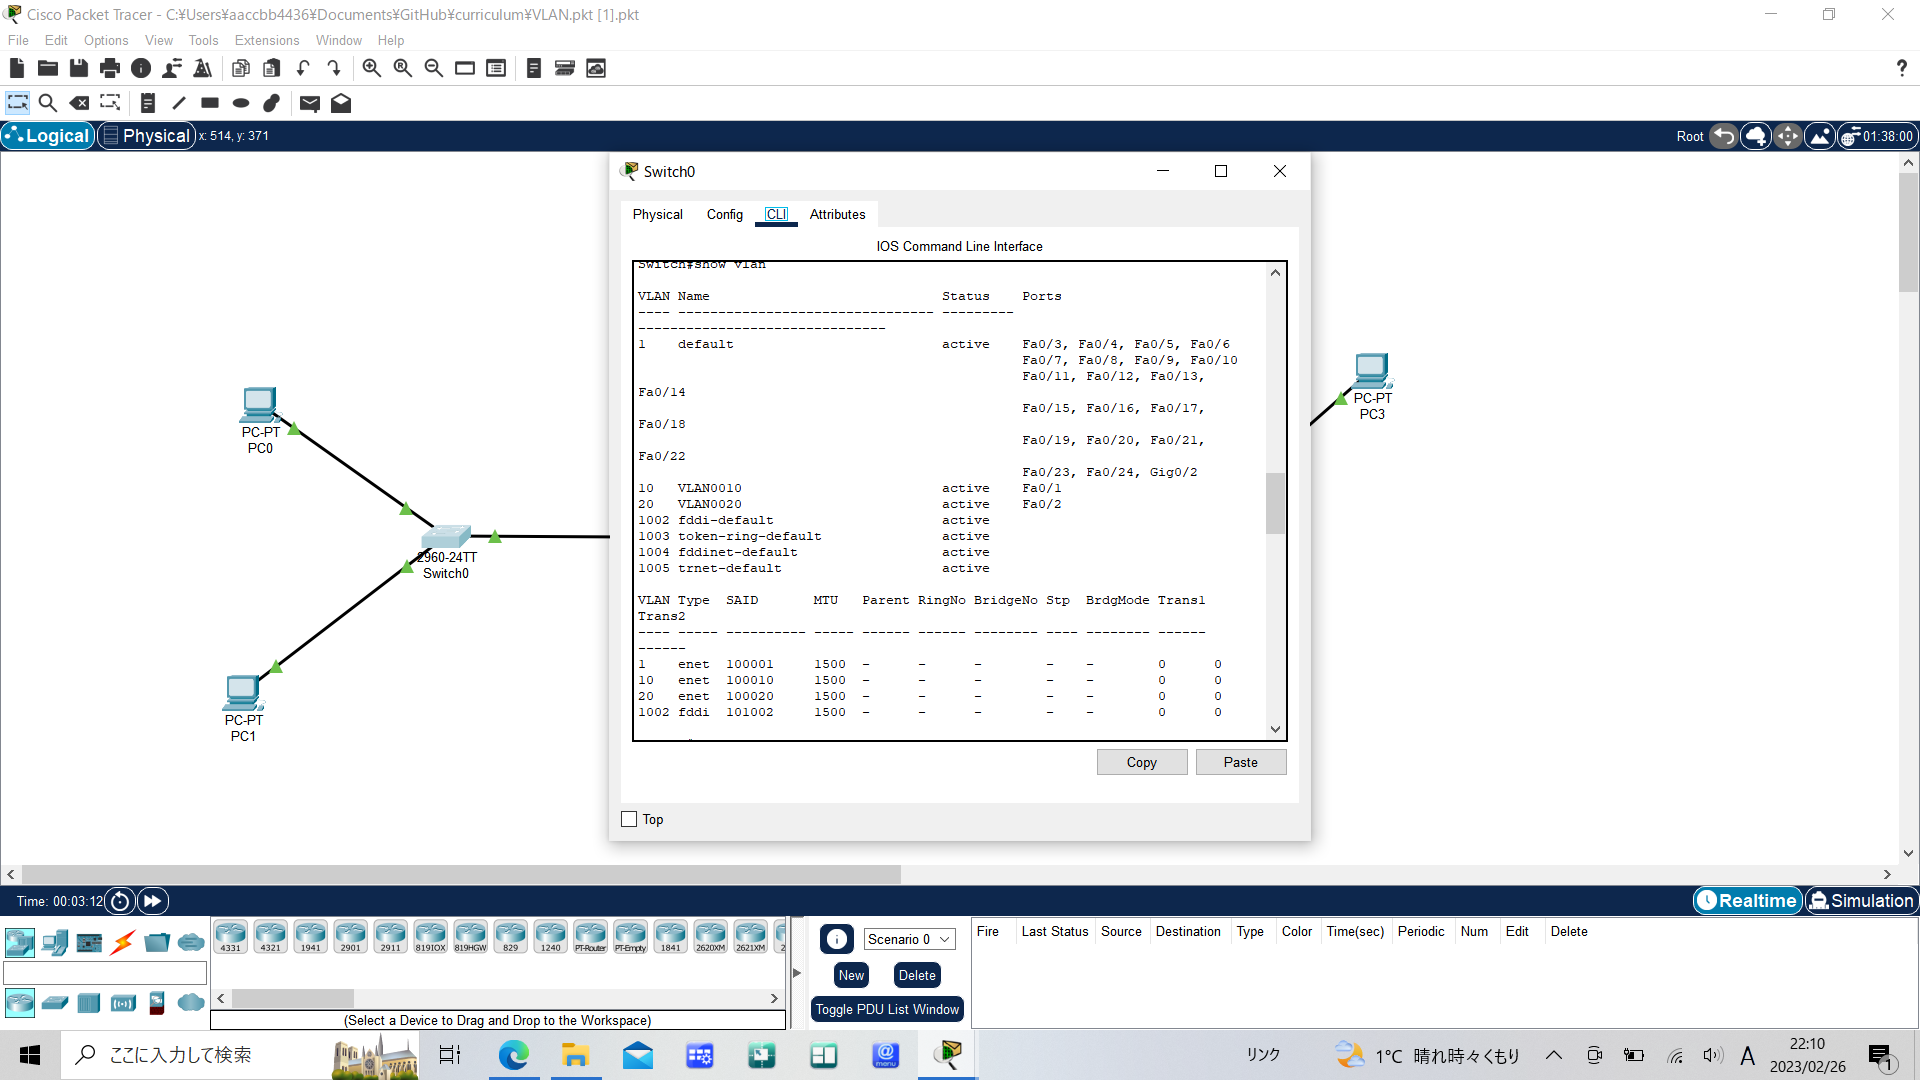 Cisco Packet Tracer - C:¥Users¥aaccbb4436¥Documents¥GitHub¥curriculum¥VLAN.pkt [1].pkt
File Edit Options View Tools Extensions Window Help
?
Logical Physical x: 514, y: 371
Root 01:38:00
Switch0
Physical Config CLI Attributes
IOS Command Line Interface
Switch#show vlan
VLAN Name Status Ports
---- -------------------------------- ---------
-------------------------------
1 default active Fa0/3, Fa0/4, Fa0/5, Fa0/6
Fa0/7, Fa0/8, Fa0/9, Fa0/10
Fa0/11, Fa0/12, Fa0/13,
Fa0/14
Fa0/15, Fa0/16, Fa0/17,
Fa0/18
Fa0/19, Fa0/20, Fa0/21,
Fa0/22
Fa0/23, Fa0/24, Gig0/2
10 VLAN0010 active Fa0/1
20 VLAN0020 active Fa0/2
1002 fddi-default active
1003 token-ring-default active
1004 fddinet-default active
1005 trnet-default active
VLAN Type SAID MTU Parent RingNo BridgeNo Stp BrdgMode Trans1
Trans2
---- ----- ---------- ----- ------ ------ -------- ---- -------- ------
------
1 enet 100001 1500 - - - - - 0 0
10 enet 100010 1500 - - - - - 0 0
20 enet 100020 1500 - - - - - 0 0
1002 fddi 101002 1500 - - - - - 0 0
Copy Paste
Top
PC-PT
PC0
2960-24TT
Switch0
PC-PT
PC1
PC-PT
PC3
Time: 00:03:12
Realtime Simulation
4331 4321 1941 2901 2911 819IOX 819HGW 829 1240 PT-Router PT-Empty 1841 2620XM 2621XM 2
(Select a Device to Drag and Drop to the Workspace)
Scenario 0
New Delete
Toggle PDU List Window
Fire Last Status Source Destination Type Color Time(sec) Periodic Num Edit Delete
ここに入力して検索
menu
リンク
1°C 晴れ時々くもり
A
22:10
2023/02/26
1